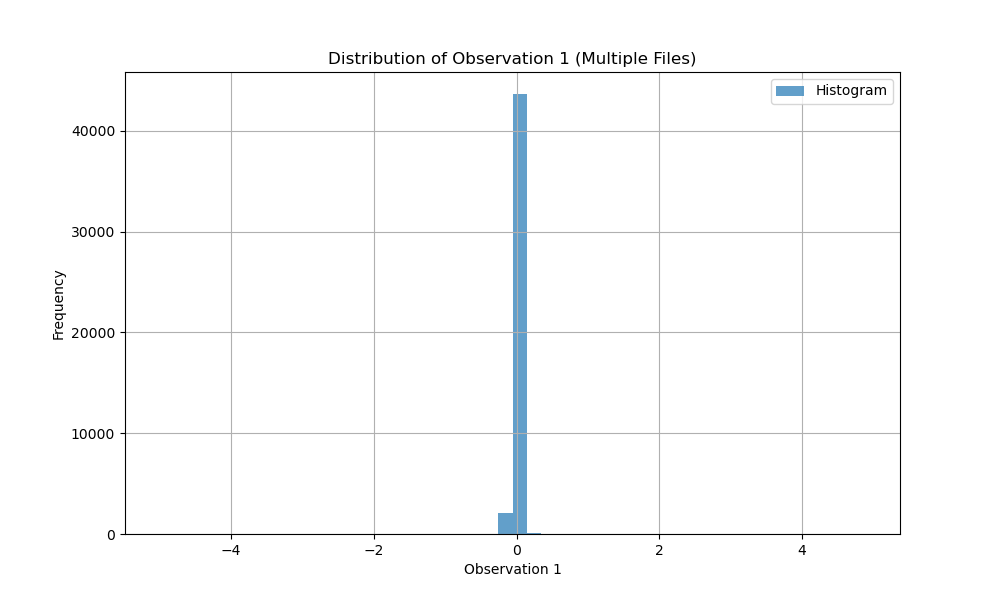 Distribution of Observation 1 (Multiple Files)
Histogram
40000
30000
20000
10000
0
Frequency
−4
−2
0
2
4
Observation 1